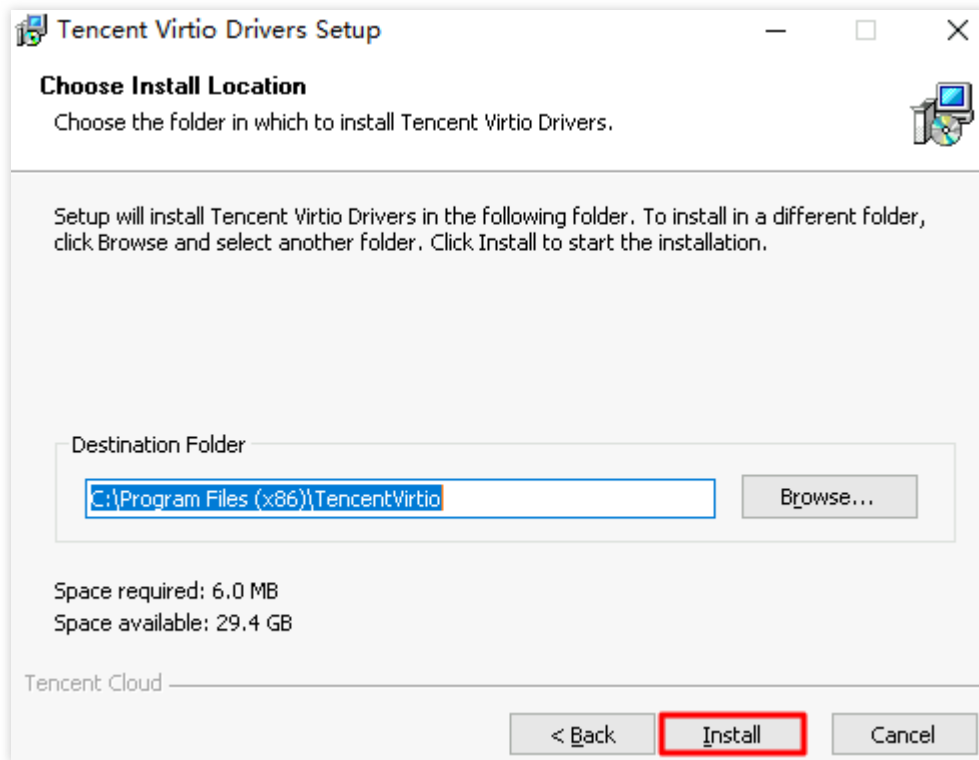 Tencent Virtio Drivers Setup
Choose Install Location
Choose the folder in which to install Tencent Virtio Drivers.
Setup will install Tencent Virtio Drivers in the following folder. To install in a different folder,
click Browse and select another folder. Click Install to start the installation.
Destination Folder
C:\Program Files (x86)\TencentVirtio
Browse...
Space required: 6.0 MB
Space available: 29.4 GB
Tencent Cloud
< Back
Install
Cancel